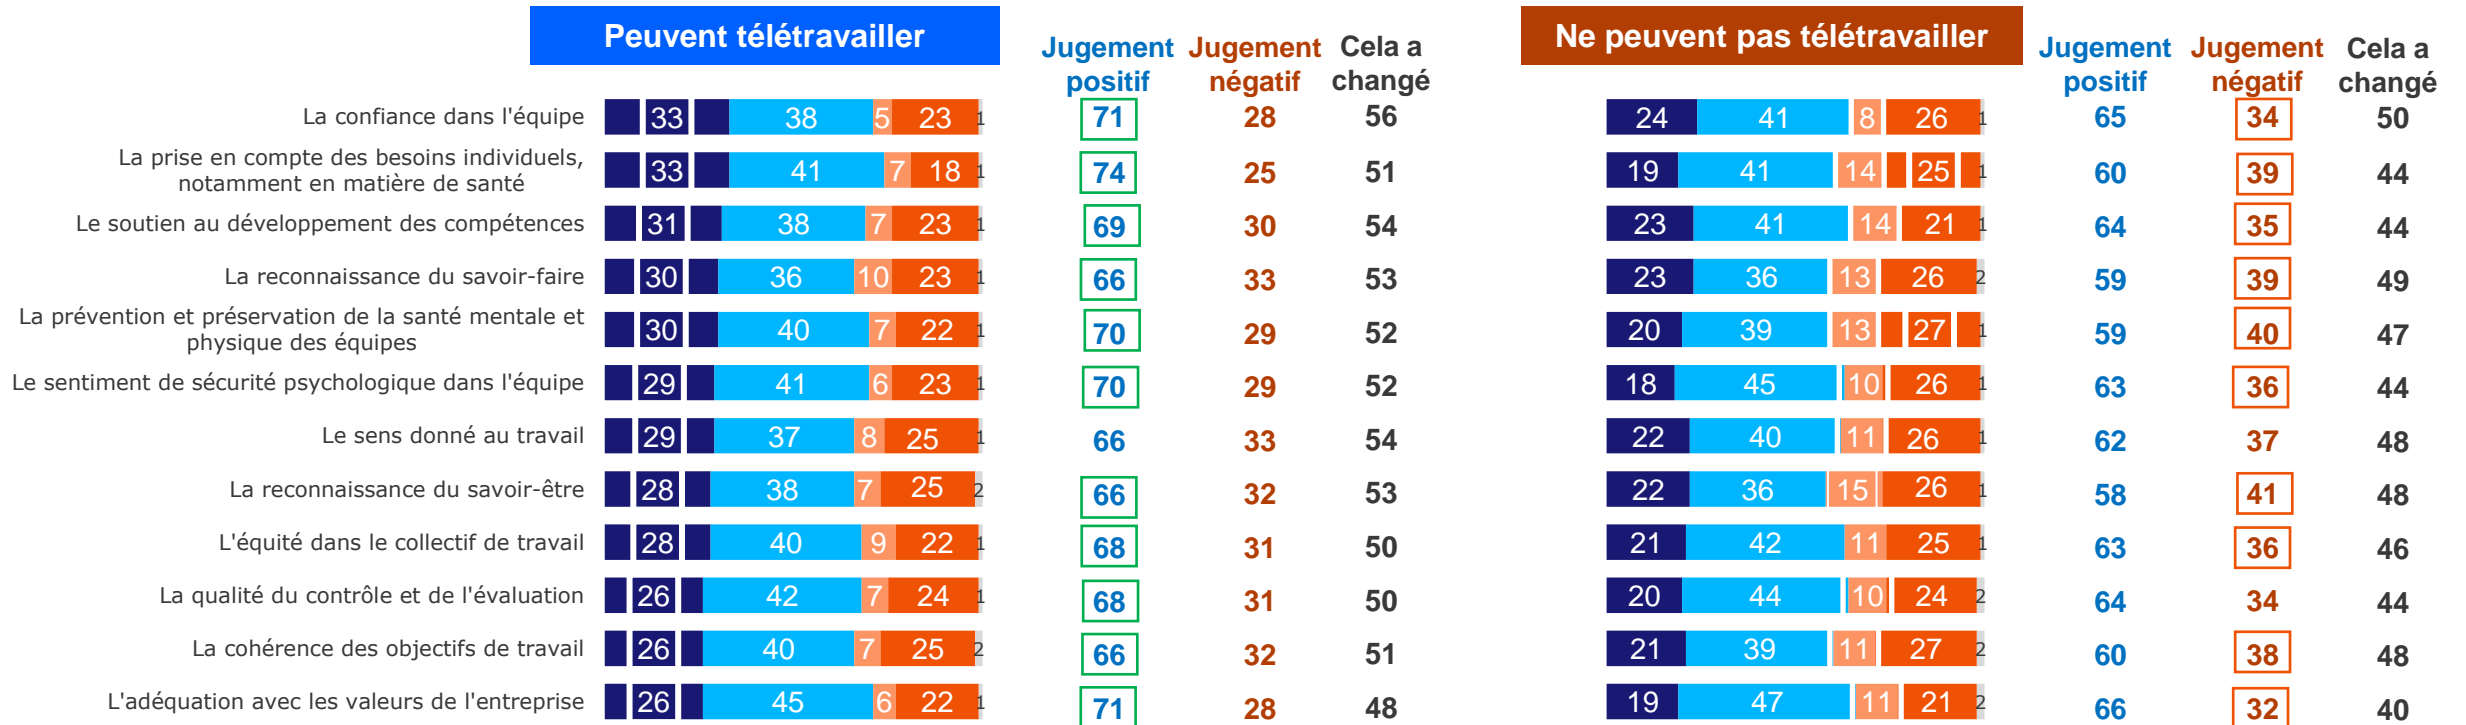 Peuvent télétravailler
Jugement positif
Jugement négatif
Cela a changé
Ne peuvent pas télétravailler
Jugement positif
Jugement négatif
Cela a changé
La confiance dans l'équipe 33 38 5 23 1 71 28 56 24 41 8 26 1 65 34 50
La prise en compte des besoins individuels,
notamment en matière de santé 33 41 7 18 1 74 25 51 19 41 14 25 1 60 39 44
Le soutien au développement des compétences 31 38 7 23 1 69 30 54 23 41 14 21 1 64 35 44
La reconnaissance du savoir-faire 30 36 10 23 1 66 33 53 23 36 13 26 2 59 39 49
La prévention et préservation de la santé mentale et
physique des équipes 30 40 7 22 1 70 29 52 20 39 13 27 1 59 40 47
Le sentiment de sécurité psychologique dans l'équipe 29 41 6 23 1 70 29 52 18 45 10 26 1 63 36 44
Le sens donné au travail 29 37 8 25 1 66 33 54 22 40 11 26 1 62 37 48
La reconnaissance du savoir-être 28 38 7 25 2 66 32 53 22 36 15 26 1 58 41 48
L'équité dans le collectif de travail 28 40 9 22 1 68 31 50 21 42 11 25 1 63 36 46
La qualité du contrôle et de l'évaluation 26 42 7 24 1 68 31 50 20 44 10 24 2 64 34 44
La cohérence des objectifs de travail 26 40 7 25 2 66 32 51 21 39 11 27 2 60 38 48
L'adéquation avec les valeurs de l'entreprise 26 45 6 22 1 71 28 48 19 47 11 21 2 66 32 40